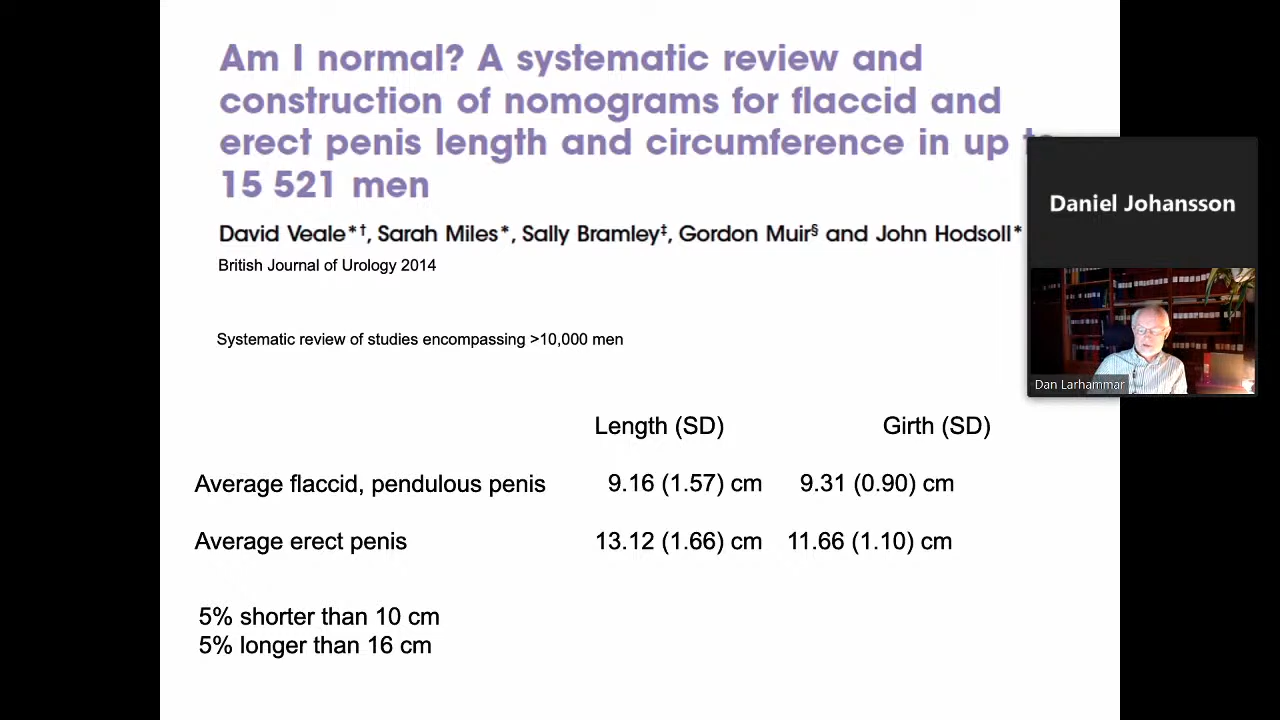 Am I normal? A systematic review and
construction of nomograms for flaccid and
erect penis length and circumference in up
15 521 men
David Veale*†, Sarah Miles*, Sally Bramley‡, Gordon Muir§ and John Hodsoll*
British Journal of Urology 2014
Systematic review of studies encompassing >10,000 men
Length (SD) Girth (SD)
Average flaccid, pendulous penis 9.16 (1.57) cm 9.31 (0.90) cm
Average erect penis 13.12 (1.66) cm 11.66 (1.10) cm
5% shorter than 10 cm
5% longer than 16 cm
Daniel Johansson
Dan Larhammar